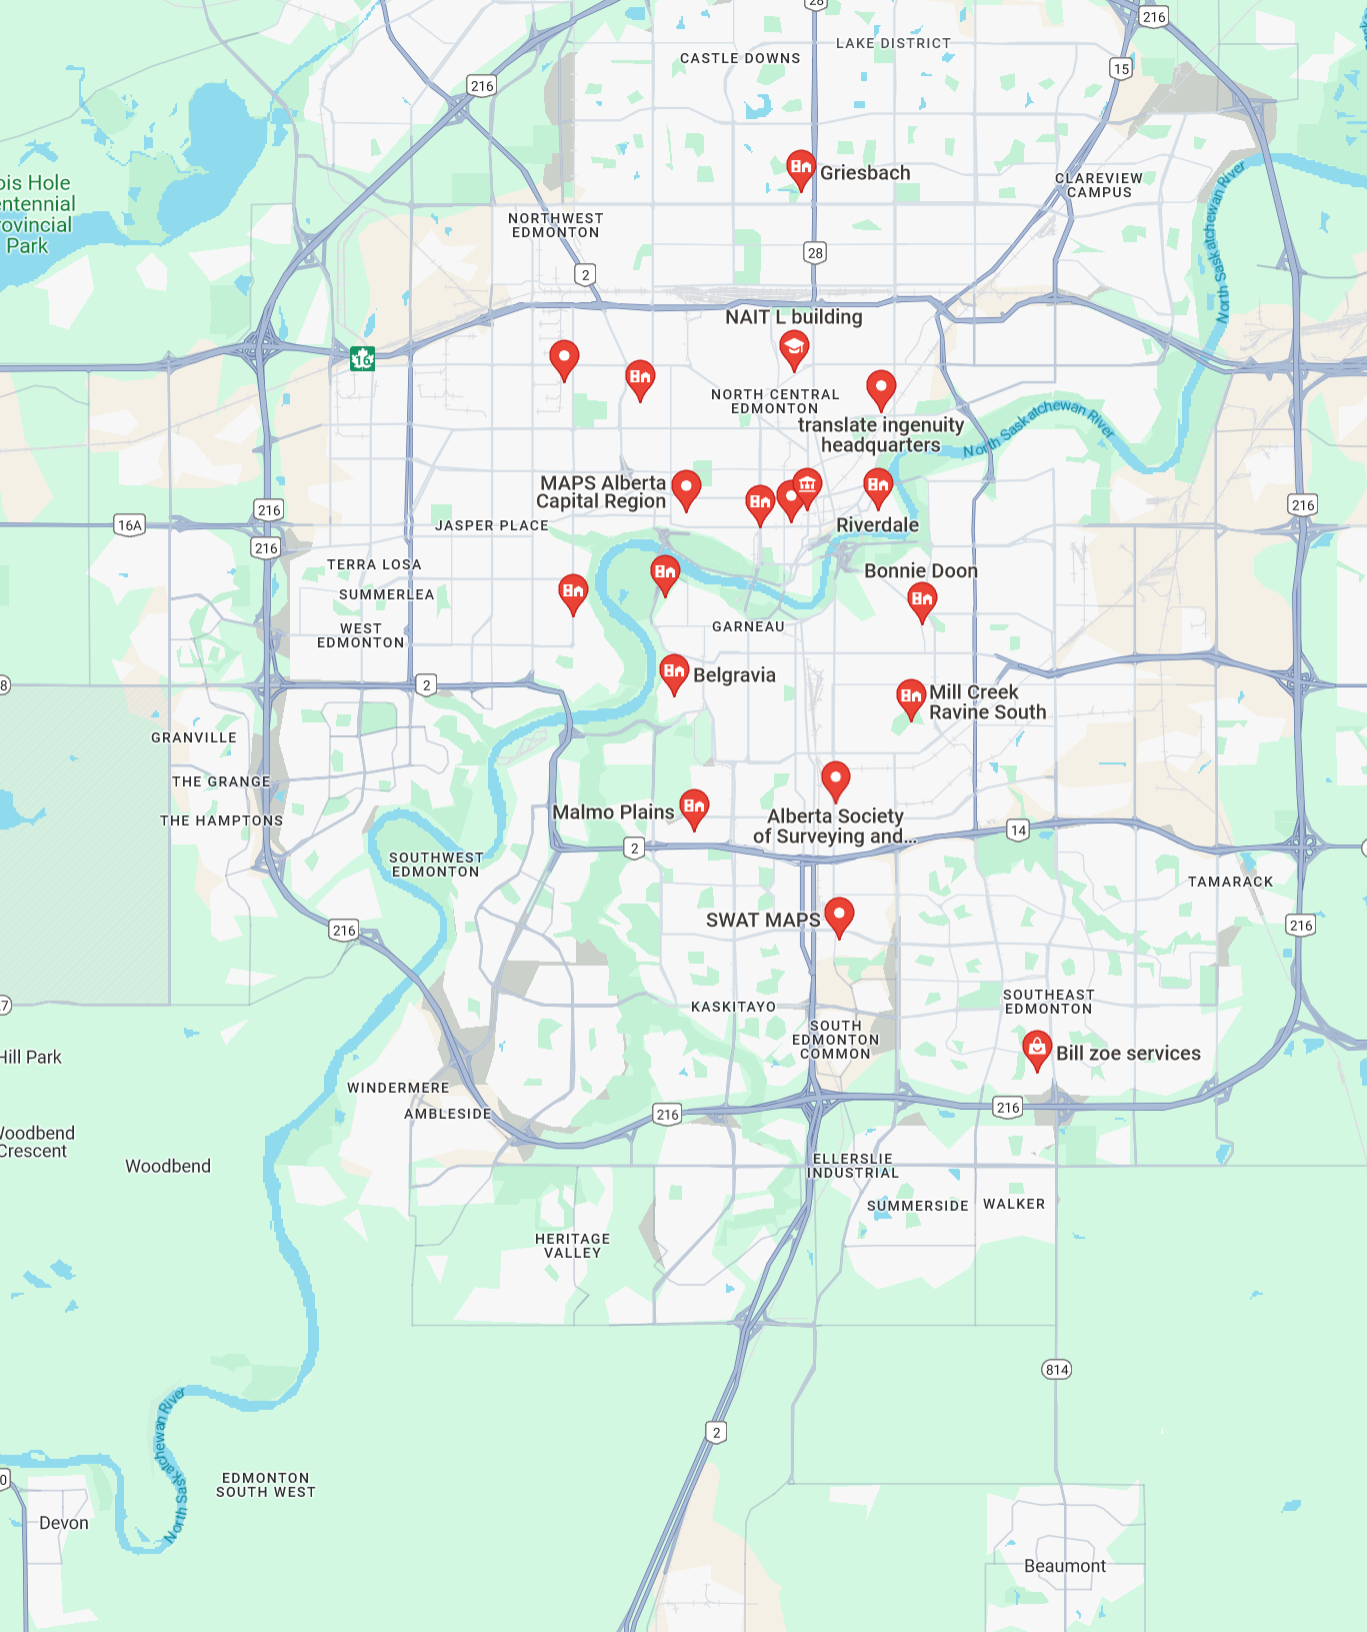 28
216
LAKE DISTRICT
CASTLE DOWNS
15
216
Griesbach
CLAREVIEW
CAMPUS
ois Hole
entennial
rovincial
Park
NORTHWEST
EDMONTON
North Saskatchewan River
28
2
NAIT L building
16
NORTH CENTRAL
EDMONTON
translate ingenuity
headquarters
North Saskatchewan River
MAPS Alberta
Capital Region
216
216
16A
JASPER PLACE
Riverdale
216
TERRA LOSA
Bonnie Doon
SUMMERLEA
GARNEAU
WEST
EDMONTON
Belgravia
8
2
Mill Creek
Ravine South
GRANVILLE
THE GRANGE
Malmo Plains
Alberta Society
of Surveying and...
THE HAMPTONS
14
2
SOUTHWEST
EDMONTON
TAMARACK
SWAT MAPS
216
216
SOUTHEAST
EDMONTON
7
KASKITAYO
SOUTH
EDMONTON
COMMON
Hill Park
Bill zoe services
WINDERMERE
AMBLESIDE
216
216
Woodbend
Crescent
Woodbend
ELLERSLIE
INDUSTRIAL
SUMMERSIDE
WALKER
HERITAGE
VALLEY
814
North Saskatchewan River
2
EDMONTON
SOUTH WEST
0
North Sask
Devon
Beaumont